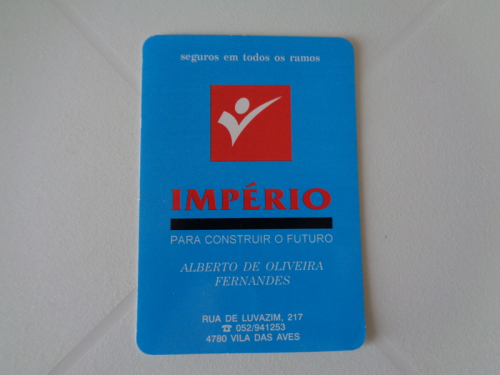 seguros em todos os ramos
IMPÉRIO
PARA CONSTRUIR O FUTURO
ALBERTO DE OLIVEIRA
FERNANDES
RUA DE LUVAZIM, 217
☎ 052/941253
4780 VILA DAS AVES